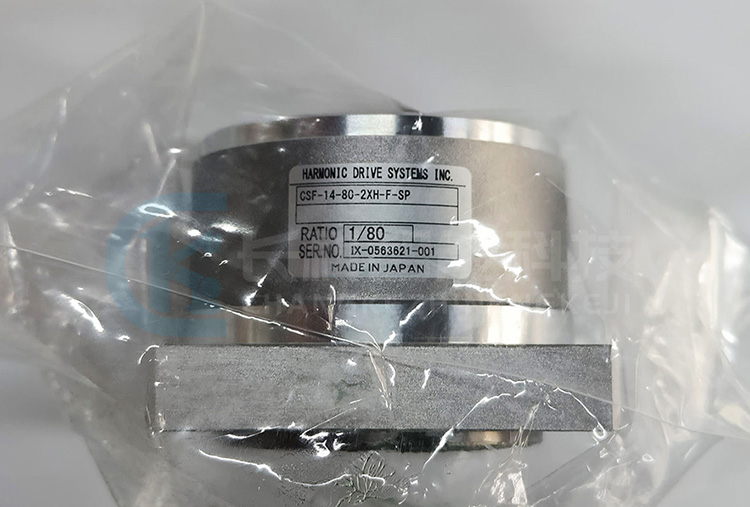 HARMONIC DRIVE SYSTEMS INC.
CSF-14-80-2XH-F-SP
RATIO 1/80
SER.NO. IX-0563621-001
MADE IN JAPAN